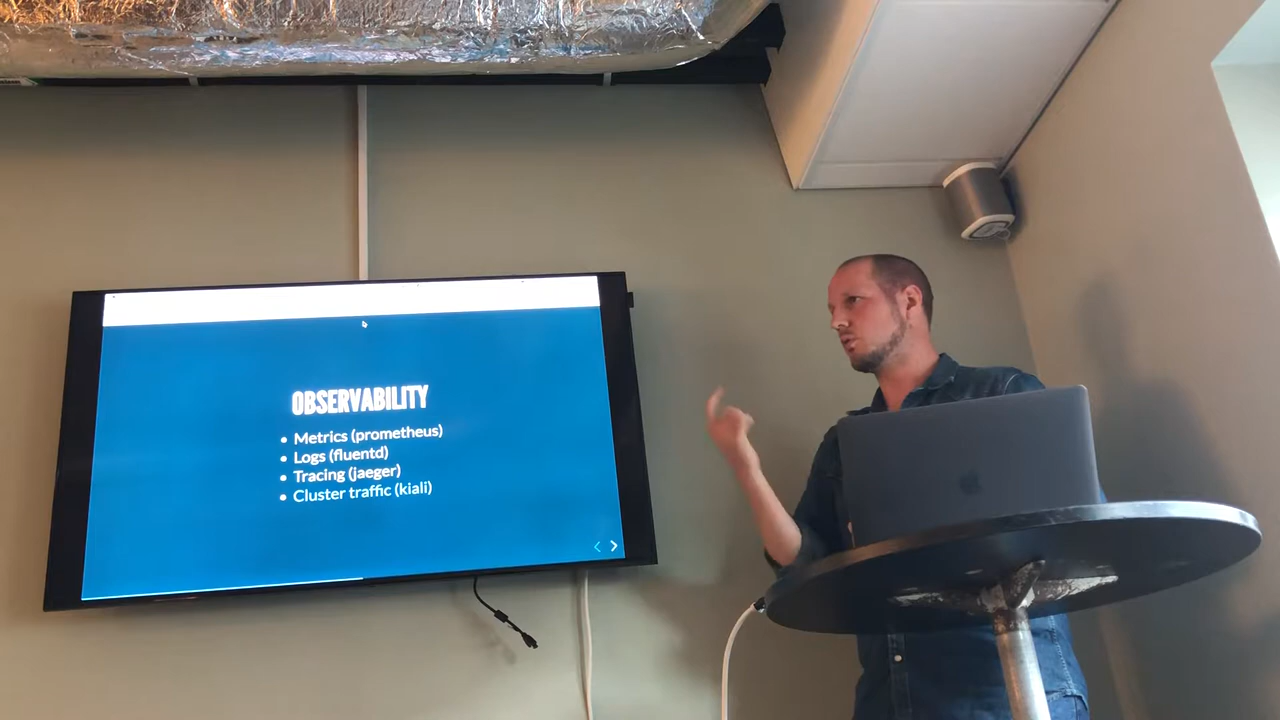 OBSERVABILITY
• Metrics (prometheus)
• Logs (fluentd)
• Tracing (jaeger)
• Cluster traffic (kiali)